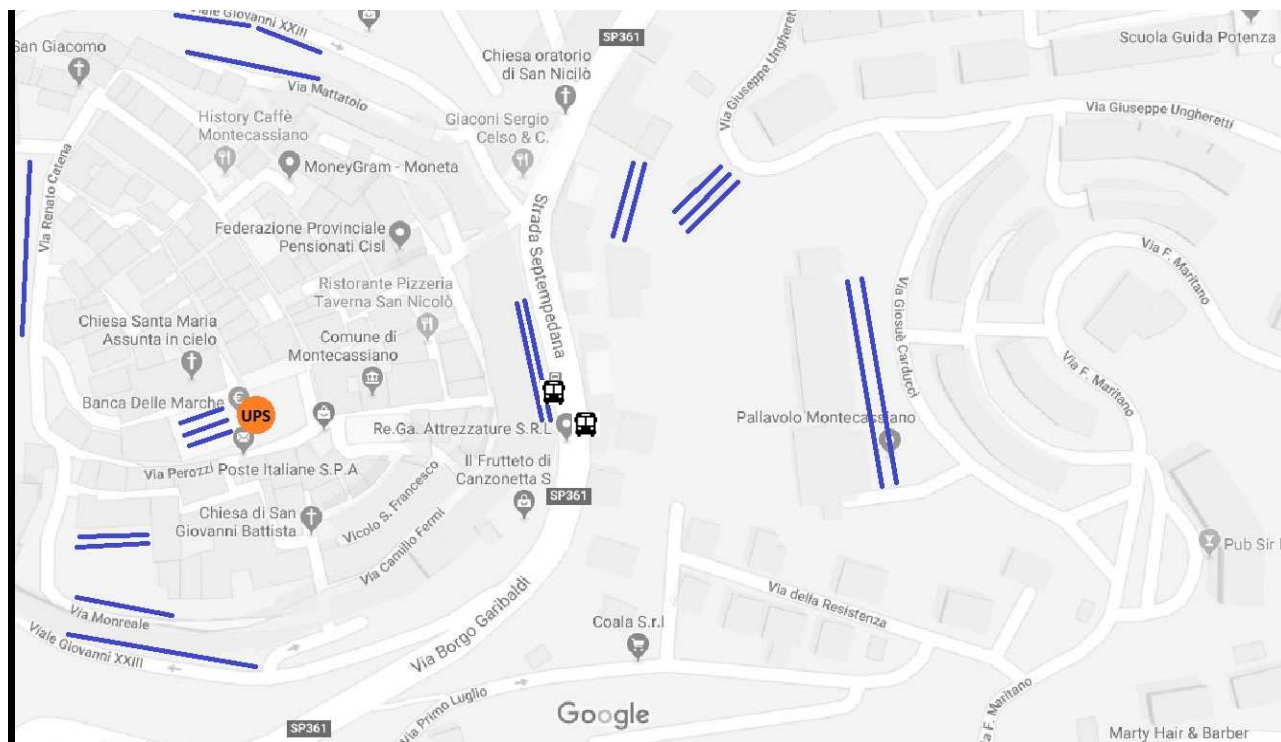 Viale Giovanni XXIII
San Giacomo
Via Mattatoio
Chiesa oratorio
di San Nicilò
SP361
Scuola Guida Potenza
Via Giuseppe Ungheretti
Via Giuseppe Ungheretti
History Caffè
Montecassiano
Giaconi Sergio
Celso & C.
MoneyGram - Moneta
Via Renato Catena
Federazione Provinciale
Pensionati Cisl
Strada Septempedana
Ristorante Pizzeria
Taverna San Nicolò
Via F. Maritano
Chiesa Santa Maria
Assunta in cielo
Comune di
Montecassiano
Via Giosuè Carducci
Via F. Maritano
Banca Delle Marche
€
UPS
Re.Ga. Attrezzature S.R.L
Pallavolo Montecassiano
Via Perozzi
Poste Italiane S.P.A
Il Frutteto di
Canzonetta S
SP361
Chiesa di San
Giovanni Battista
Vicolo S. Francesco
Via Camillo Fermi
Pub Sir
Via Monreale
Viale Giovanni XXIII
Via Borgo Garibaldi
Via della Resistenza
Coala S.r.l
Via Primo Luglio
Via F. Maritano
Google
SP361
Marty Hair & Barber